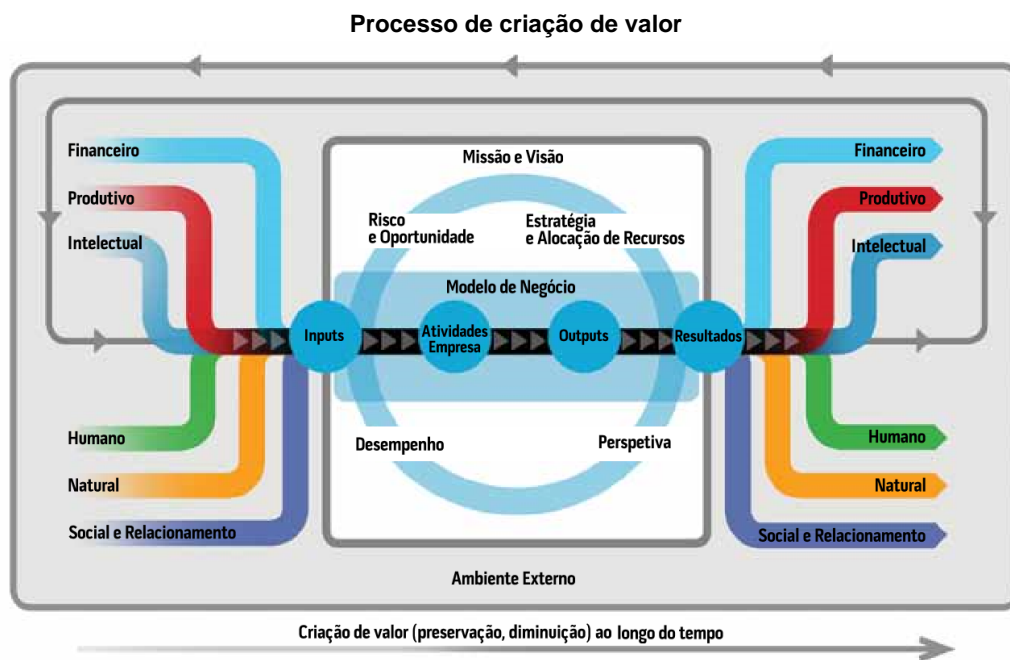 Processo de criação de valor
Financeiro
Produtivo
Intelectual
Humano
Natural
Social e Relacionamento
Missão e Visão
Risco
e Oportunidade
Estratégia
e Alocação de Recursos
Modelo de Negócio
Inputs
Atividades
Empresa
Outputs
Resultados
Desempenho
Perspetiva
Financeiro
Produtivo
Intelectual
Humano
Natural
Social e Relacionamento
Ambiente Externo
Criação de valor (preservação, diminuição) ao longo do tempo